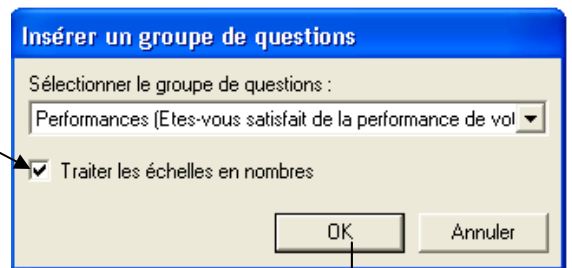 Insérer un groupe de questions
Sélectionner le groupe de questions :
Performances (Etes-vous satisfait de la performance de vot
Traiter les échelles en nombres
OK Annuler